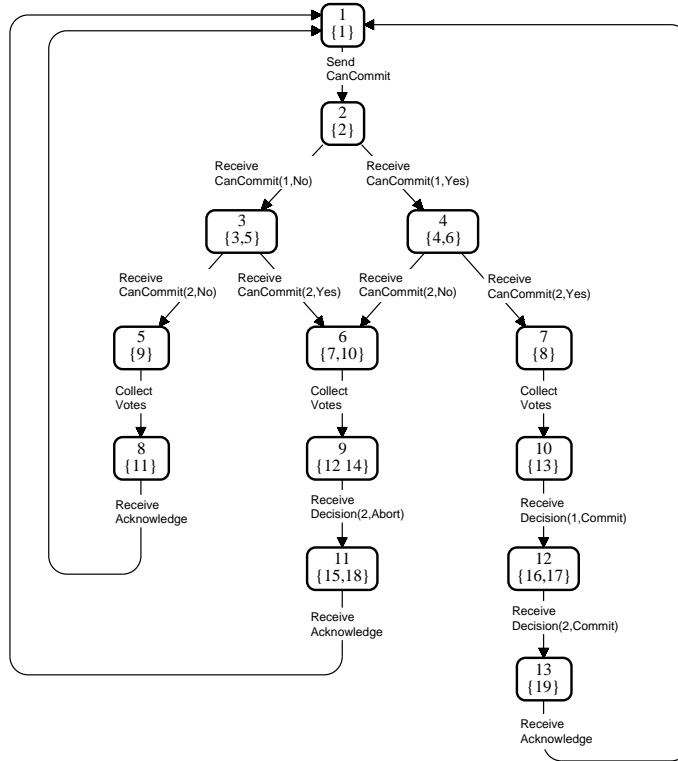 1
{1}
Send
CanCommit
2
{2}
Receive
CanCommit(1,No)
Receive
CanCommit(1,Yes)
3
{3,5}
4
{4,6}
Receive
CanCommit(2,No)
Receive
CanCommit(2,Yes)
Receive
CanCommit(2,No)
Receive
CanCommit(2,Yes)
5
{9}
6
{7,10}
7
{8}
Collect
Votes
Collect
Votes
Collect
Votes
8
{11}
9
{12 14}
10
{13}
Receive
Acknowledge
Receive
Decision(2,Abort)
Receive
Decision(1,Commit)
11
{15,18}
12
{16,17}
Receive
Acknowledge
Receive
Decision(2,Commit)
13
{19}
Receive
Acknowledge